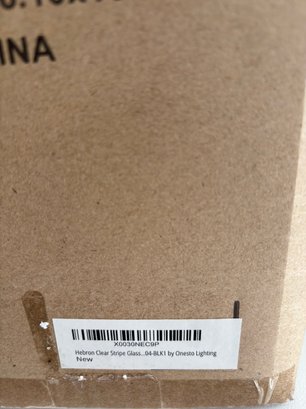 INA
X0030NEC9P
Hebron Clear Stripe Glass...04-BLK1 by Onesto Lighting
New